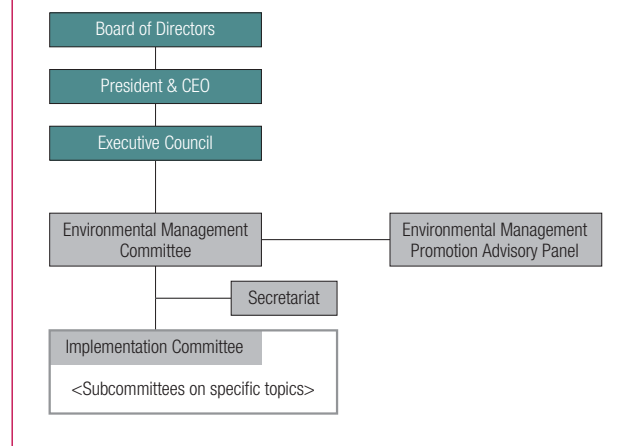 Board of Directors
President & CEO
Executive Council
Environmental Management
Committee
Environmental Management
Promotion Advisory Panel
Secretariat
Implementation Committee
<Subcommittees on specific topics>